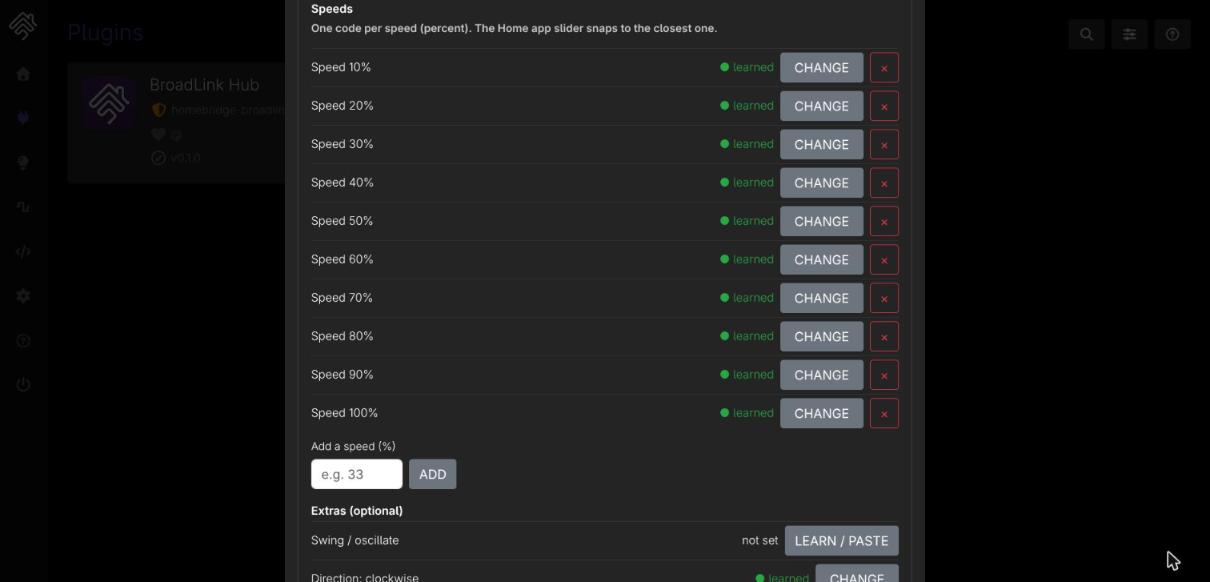 Speeds
One code per speed (percent). The Home app slider snaps to the closest one.
Plugins
BroadLink Hub
homebridge-broadlin
v0.1.0
Speed 10% learned CHANGE ×
Speed 20% learned CHANGE ×
Speed 30% learned CHANGE ×
Speed 40% learned CHANGE ×
Speed 50% learned CHANGE ×
Speed 60% learned CHANGE ×
Speed 70% learned CHANGE ×
Speed 80% learned CHANGE ×
Speed 90% learned CHANGE ×
Speed 100% learned CHANGE ×
Add a speed (%)
e.g. 33 ADD
Extras (optional)
Swing / oscillate not set LEARN / PASTE
Direction: clockwise learned CHANGE